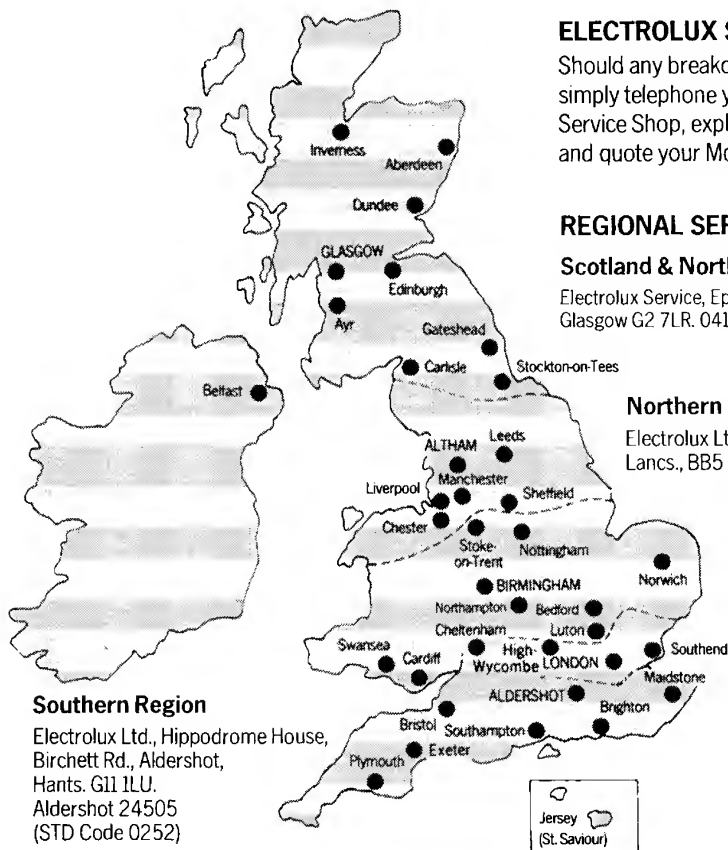 ELECTROLUX S
Should any breakdo
simply telephone y
Service Shop, expl
and quote your Mo
REGIONAL SER
Scotland & North
Electrolux Service, Ep
Glasgow G2 7LR. 041
Northern
Electrolux Lt
Lancs., BB5
Inverness
Aberdeen
Dundee
GLASGOW
Edinburgh
Ayr
Gateshead
Carlisle
Stockton-on-Tees
Belfast
Leeds
ALTHAM
Manchester
Liverpool
Sheffield
Chester
Stoke-
on-Trent
Nottingham
Norwich
BIRMINGHAM
Northampton
Bedford
Cheltenham
Luton
Swansea
Cardiff
High-
Wycombe
LONDON
Southend
Maidstone
ALDERSHOT
Brighton
Bristol
Southampton
Exeter
Plymouth
Southern Region
Electrolux Ltd., Hippodrome House,
Birchett Rd., Aldershot,
Hants. G11 1LU.
Aldershot 24505
(STD Code 0252)
Jersey
(St. Saviour)